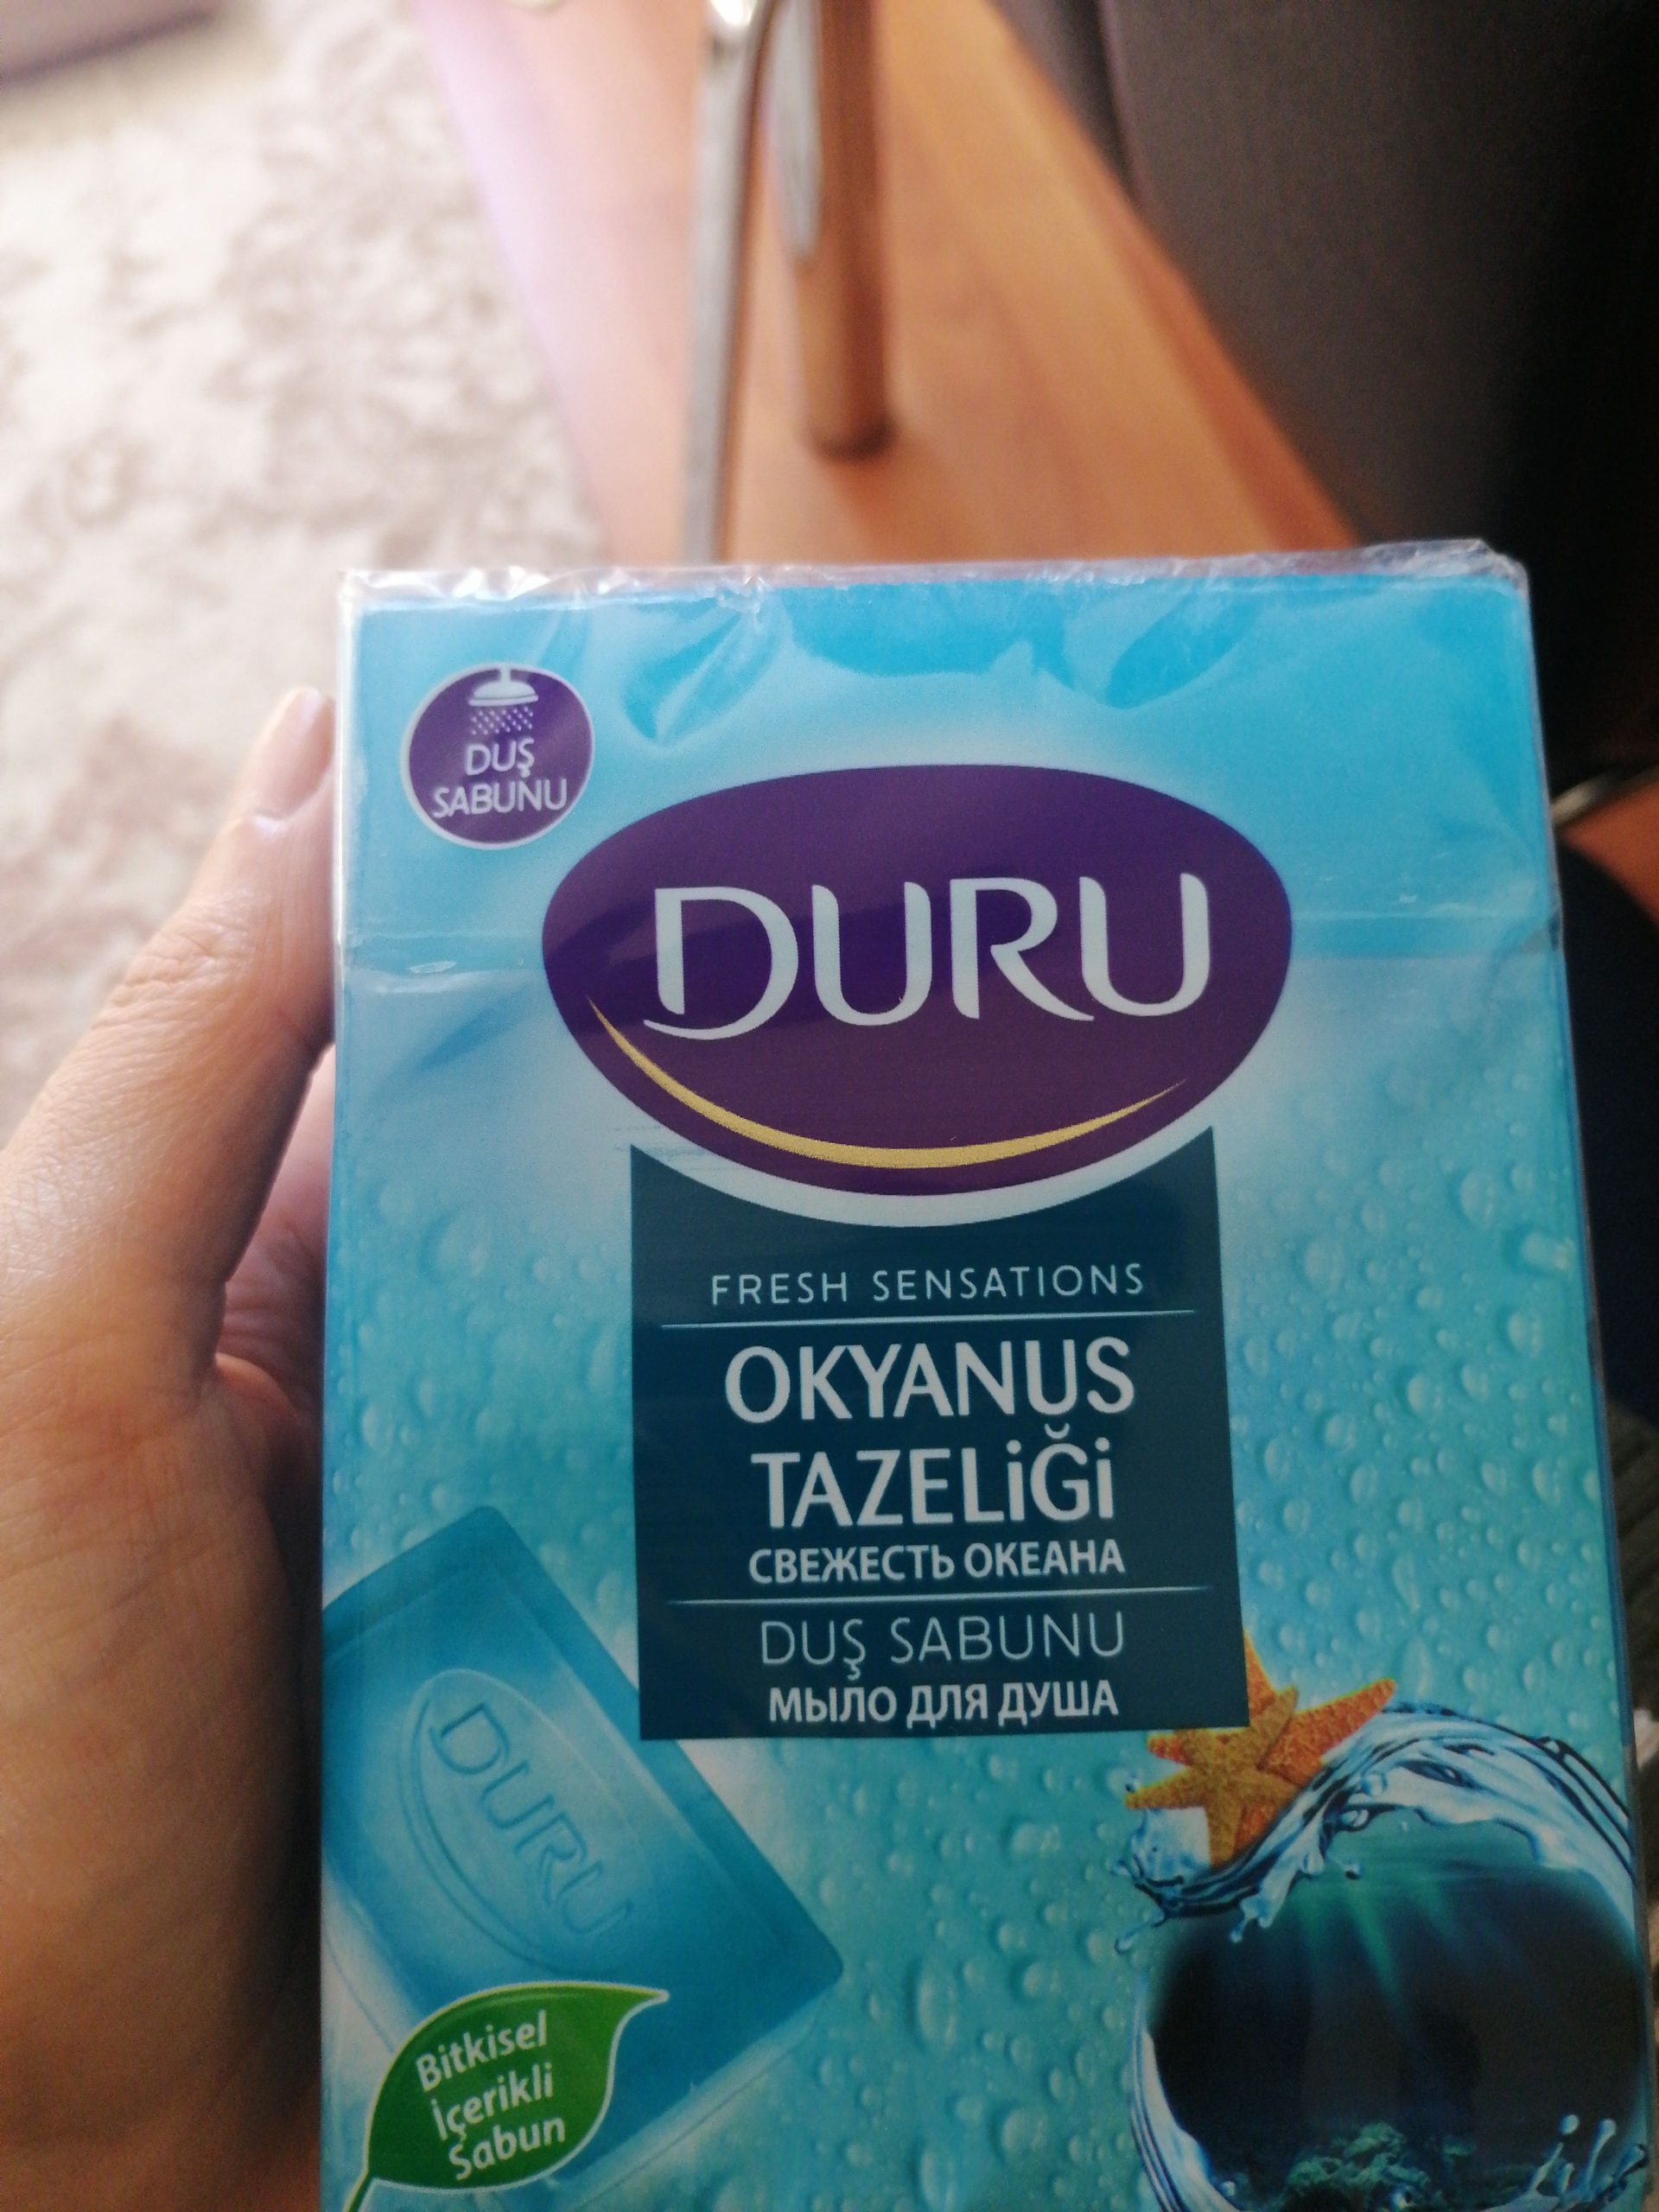 DUŞ
SABUNU
DURU
FRESH SENSATIONS
OKYANUS
TAZELiĞi
СВЕЖЕСТЬ ОКЕАНА
DUŞ SABUNU
МЫЛО ДЛЯ ДУША
DURU
Bitkisel
İçerikli
Sabun